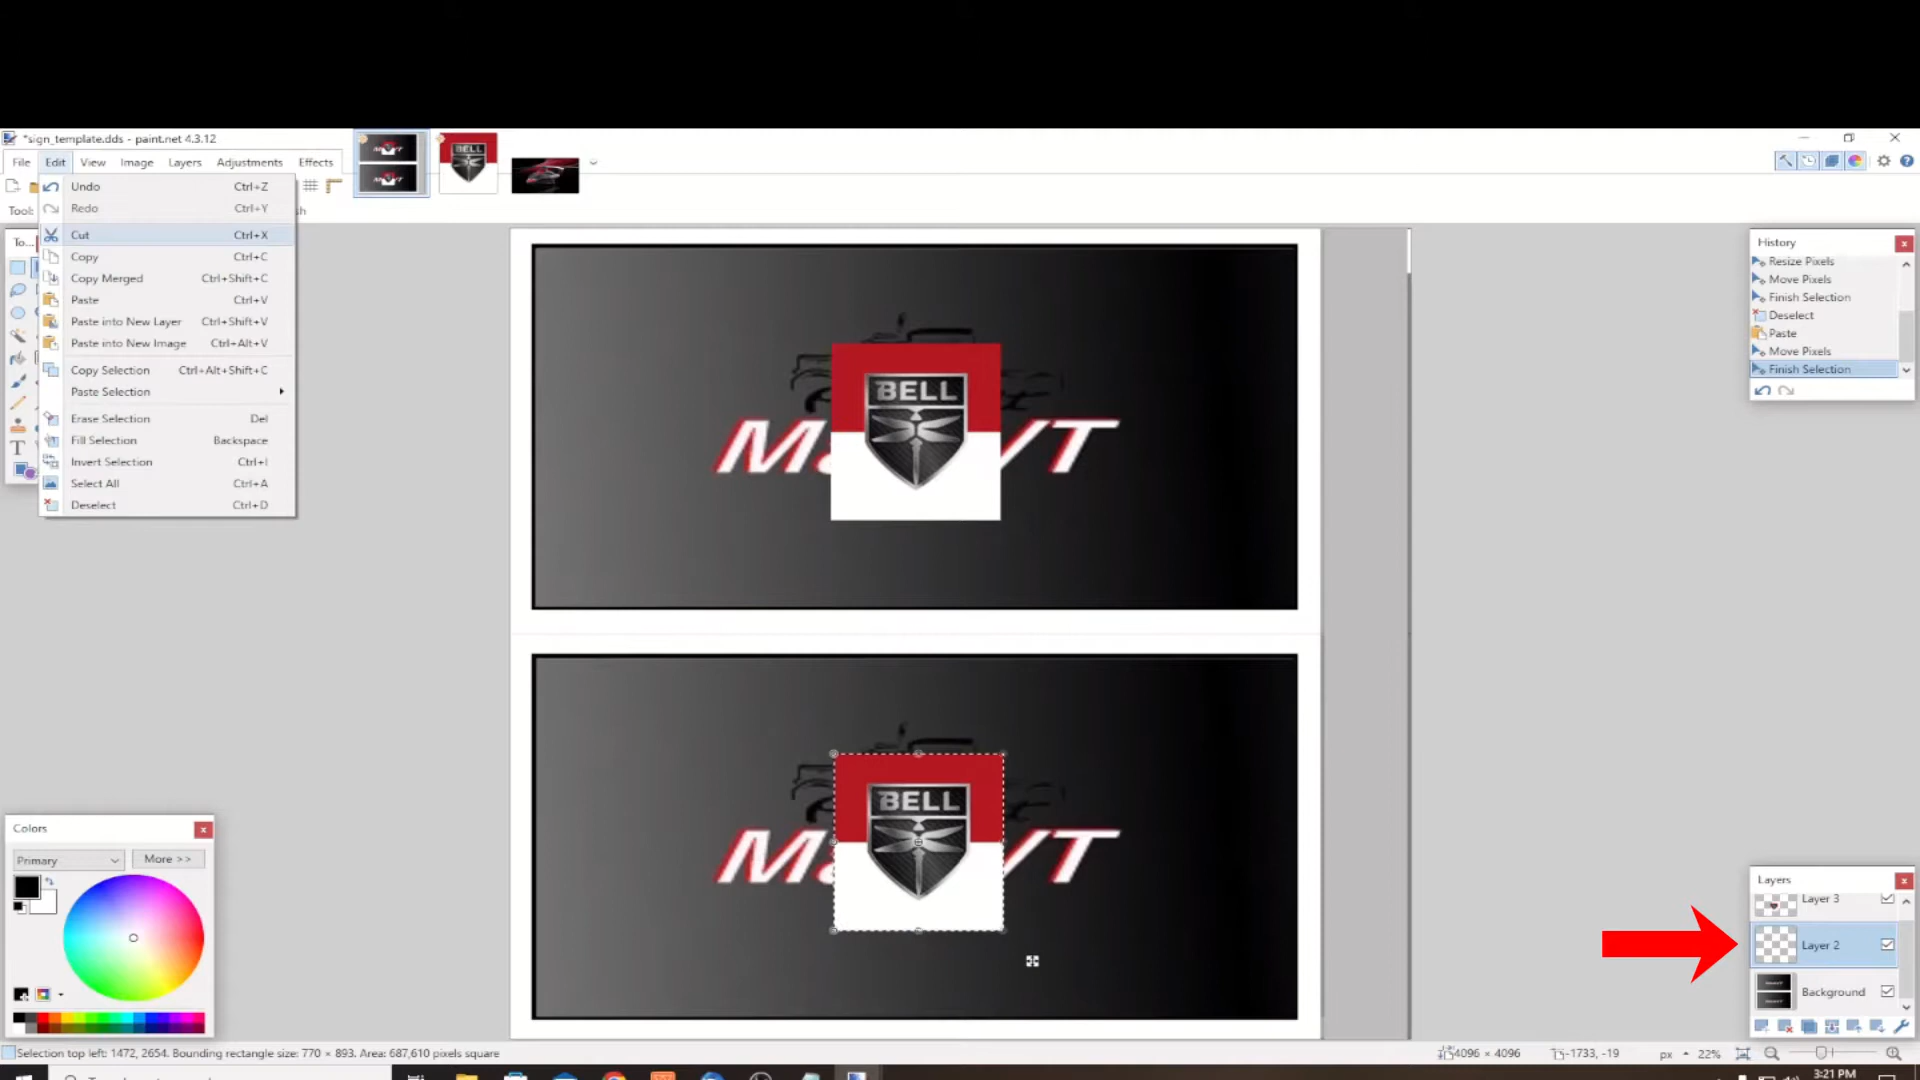 *sign_template.dds - paint.net 4.3.12
File Edit View Image Layers Adjustments Effects
Tool:
To...
Undo Ctrl+Z
Redo Ctrl+Y
Cut Ctrl+X
Copy Ctrl+C
Copy Merged Ctrl+Shift+C
Paste Ctrl+V
Paste into New Layer Ctrl+Shift+V
Paste into New Image Ctrl+Alt+V
Copy Selection Ctrl+Alt+Shift+C
Paste Selection
Erase Selection Del
Fill Selection Backspace
Invert Selection Ctrl+I
Select All Ctrl+A
Deselect Ctrl+D
BELL
BELL
VT
BELL
VT
History
Resize Pixels
Move Pixels
Finish Selection
Deselect
Paste
Move Pixels
Finish Selection
Colors
Primary More >>
Layers
Layer 3
Layer 2
Background
Selection top left: 1472, 2654. Bounding rectangle size: 770 × 893. Area: 687,610 pixels square
4096 × 4096 -1733, -19 px 22%
3:21 PM